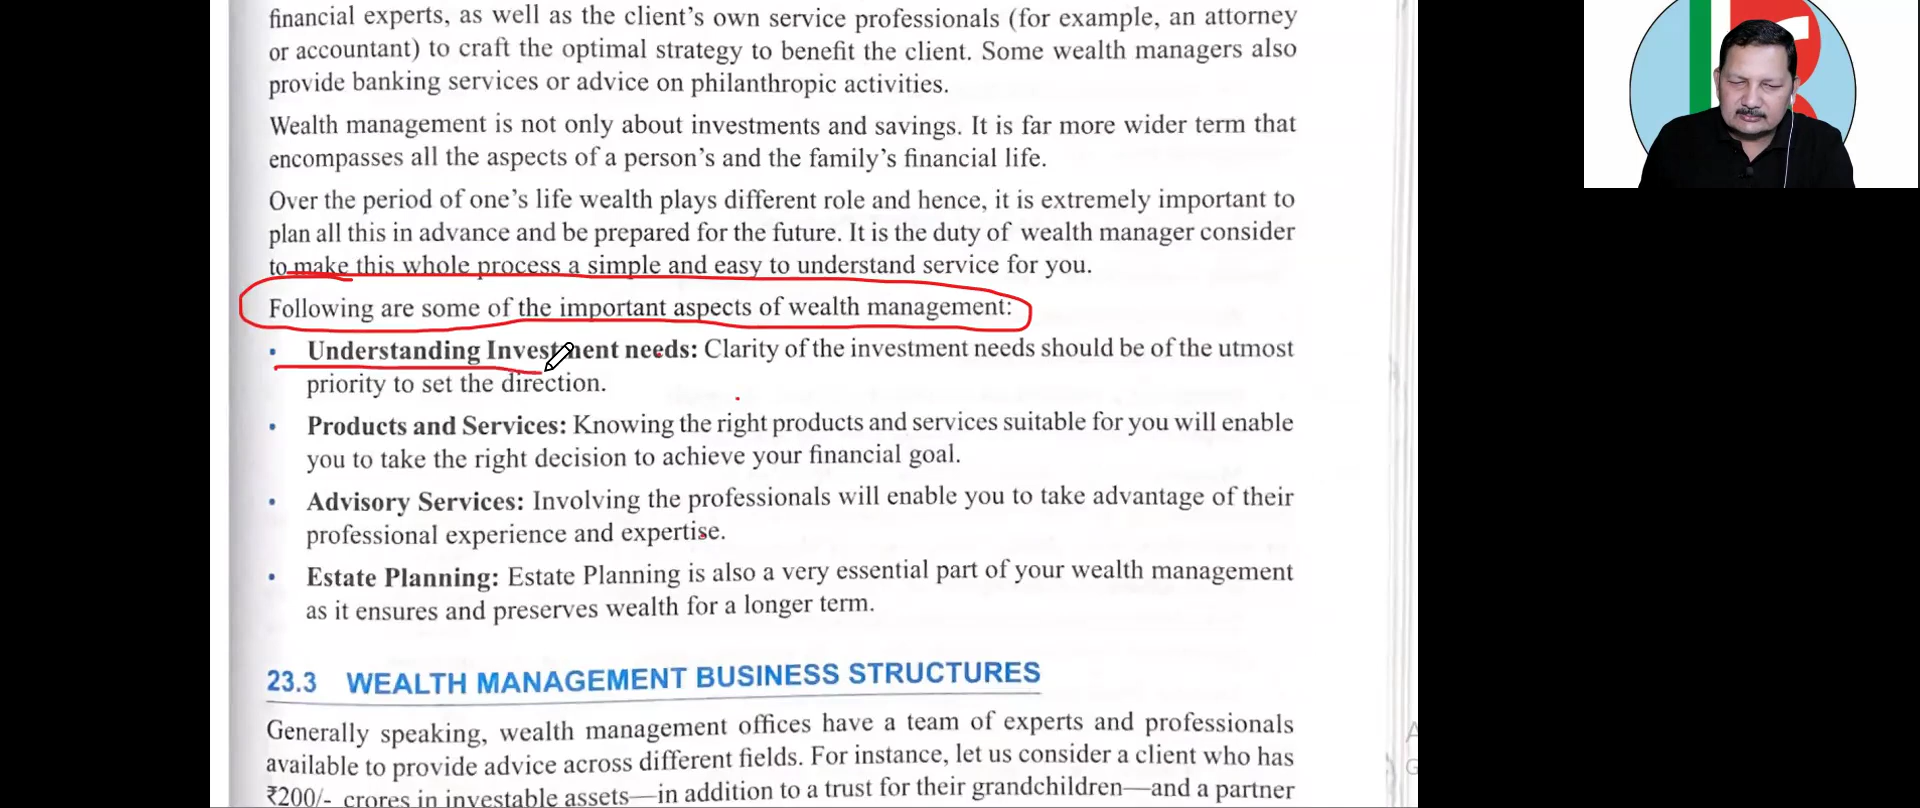 financial experts, as well as the client's own service professionals (for example, an attorney
or accountant) to craft the optimal strategy to benefit the client. Some wealth managers also
provide banking services or advice on philanthropic activities.
Wealth management is not only about investments and savings. It is far more wider term that
encompasses all the aspects of a person's and the family's financial life.
Over the period of one's life wealth plays different role and hence, it is extremely important to
plan all this in advance and be prepared for the future. It is the duty of wealth manager consider
to make this whole process a simple and easy to understand service for you.
Following are some of the important aspects of wealth management:
• Understanding Investment needs: Clarity of the investment needs should be of the utmost
priority to set the direction.
• Products and Services: Knowing the right products and services suitable for you will enable
you to take the right decision to achieve your financial goal.
• Advisory Services: Involving the professionals will enable you to take advantage of their
professional experience and expertise.
• Estate Planning: Estate Planning is also a very essential part of your wealth management
as it ensures and preserves wealth for a longer term.
23.3 WEALTH MANAGEMENT BUSINESS STRUCTURES
Generally speaking, wealth management offices have a team of experts and professionals
available to provide advice across different fields. For instance, let us consider a client who has
₹200/- crores in investable assets—in addition to a trust for their grandchildren—and a partner